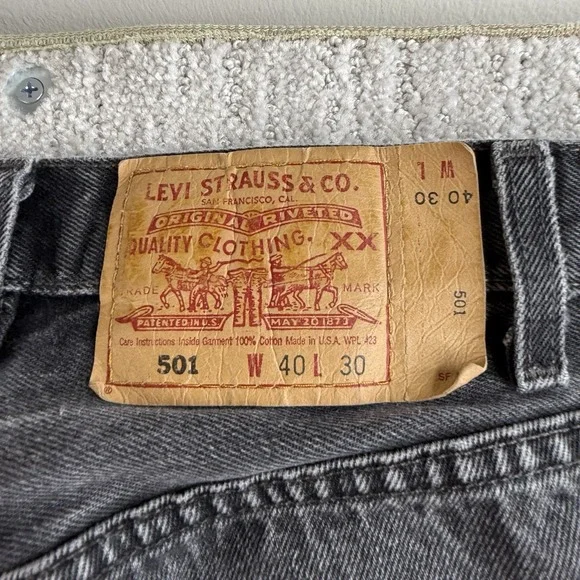 LEVI STRAUSS & CO.
SAN FRANCISCO, CAL.
ORIGINAL RIVETED
QUALITY CLOTHING. XX
TRADE MARK
PATENTED IN U.S. MAY 20 1873
Care Instructions Inside Garment 100% Cotton Made in U.S.A. WPL 423
501 W 40 L 30
®
W L
40 30
501